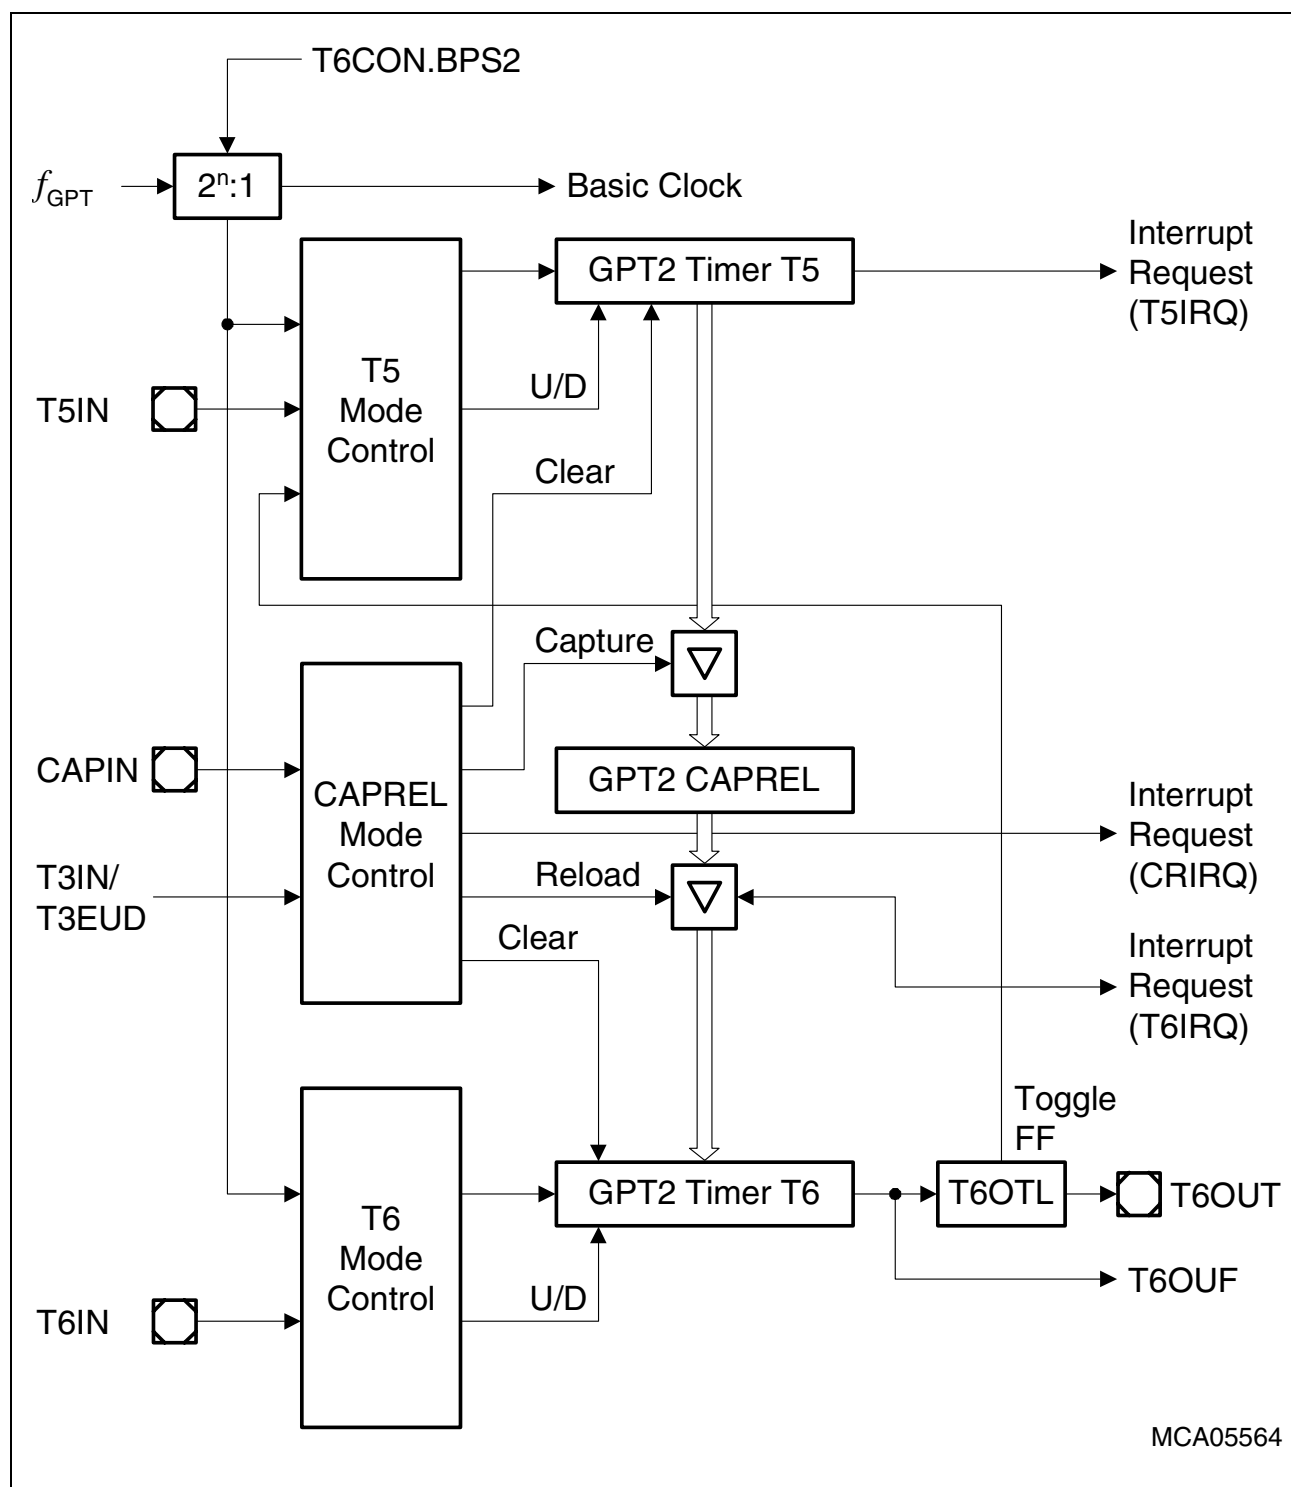 T6CON.BPS2
fGPT
2n:1
Basic Clock
Interrupt
Request
(T5IRQ)
GPT2 Timer T5
T5
Mode
Control
U/D
T5IN
Clear
Capture
CAPIN
CAPREL
Mode
Control
GPT2 CAPREL
Interrupt
Request
(CRIRQ)
T3IN/
T3EUD
Reload
Clear
Interrupt
Request
(T6IRQ)
Toggle
FF
GPT2 Timer T6
T6OTL
T6OUT
T6
Mode
Control
U/D
T6OUF
T6IN
MCA05564